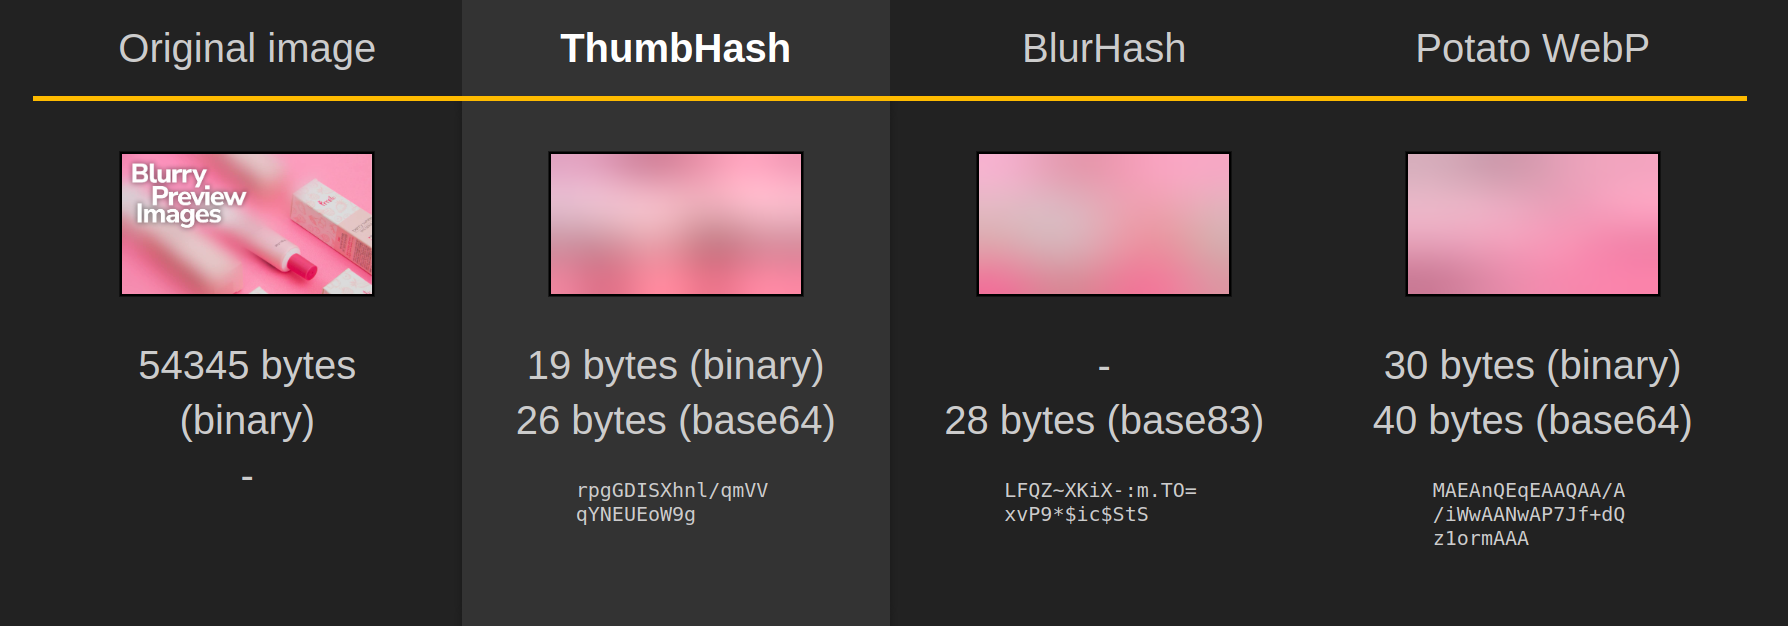 Original image
ThumbHash
BlurHash
Potato WebP
Blurry
Preview
Images
54345 bytes
(binary)
-
19 bytes (binary)
26 bytes (base64)
rpgGDISXhnl/qmVV
qYNEUEoW9g
-
28 bytes (base83)
LFQZ~XKiX-:m.TO=
xvP9*$ic$StS
30 bytes (binary)
40 bytes (base64)
MAEAnQEqEAAQAA/A
/iWwAANwAP7Jf+dQ
z1ormAAA